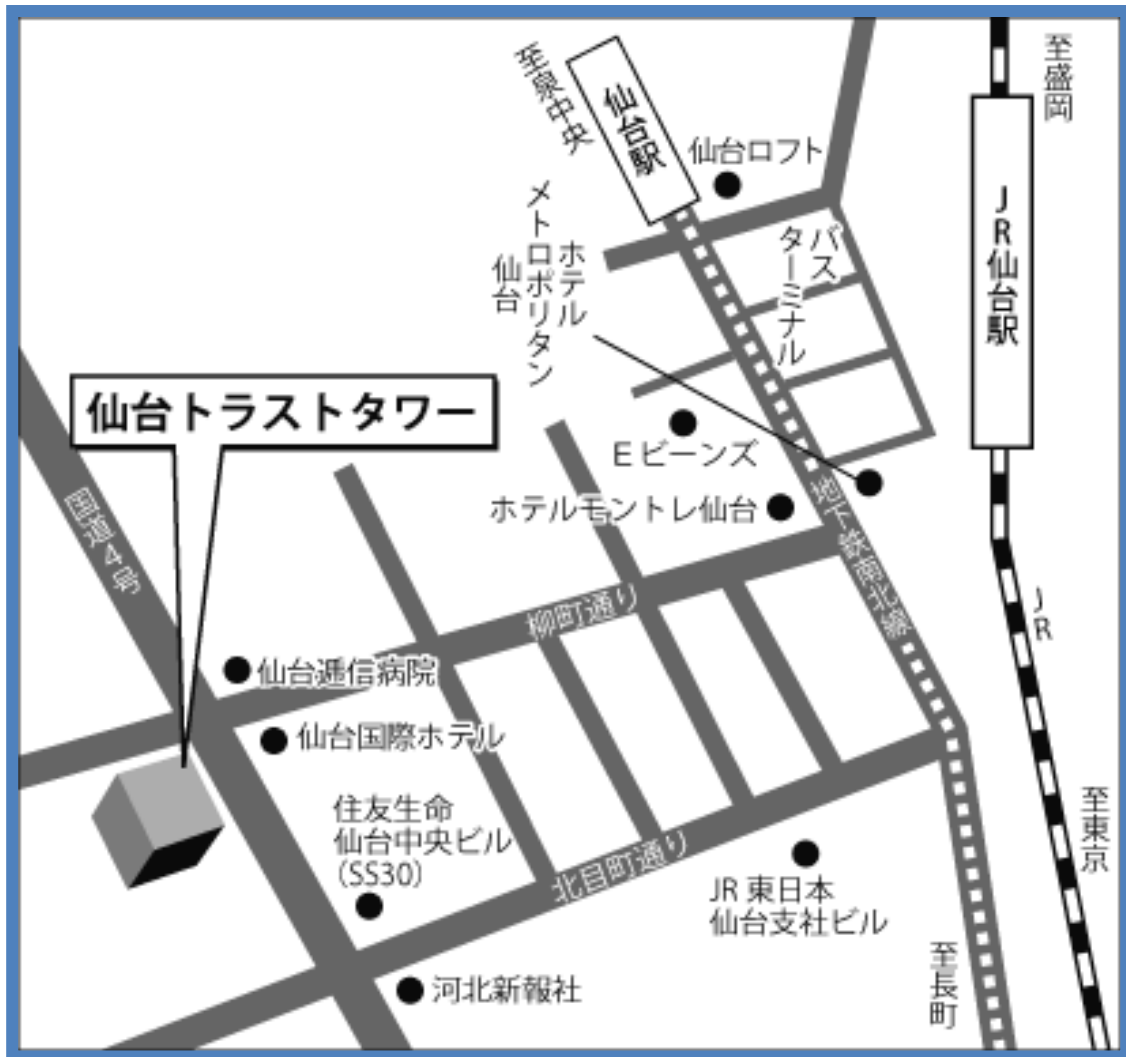 至盛岡
至泉中央
仙台駅
仙台ロフト
JR仙台駅
バス
ターミナル
ホテル
メトロポリタン
仙台
仙台トラストタワー
Eビーンズ
ホテルモントレ仙台
国道4号
地下鉄南北線
柳町通り
JR
仙台逓信病院
仙台国際ホテル
住友生命
仙台中央ビル
(SS30)
北目町通り
至東京
JR東日本
仙台支社ビル
至長町
河北新報社